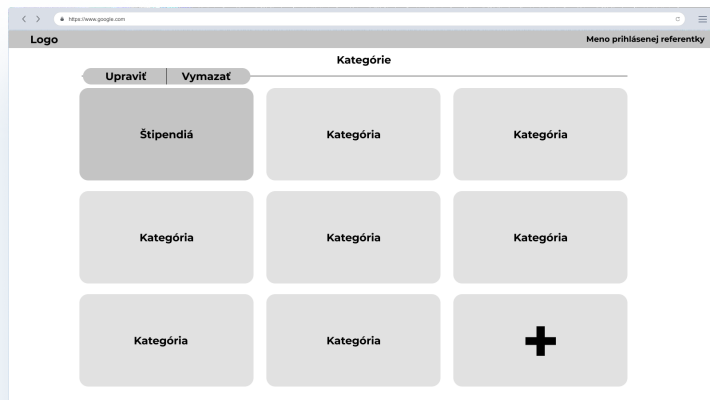 https://www.google.com
Logo
Meno prihlásenej referentky
Kategórie
Upraviť
Vymazať
Štipendiá
Kategória
Kategória
Kategória
Kategória
Kategória
Kategória
Kategória